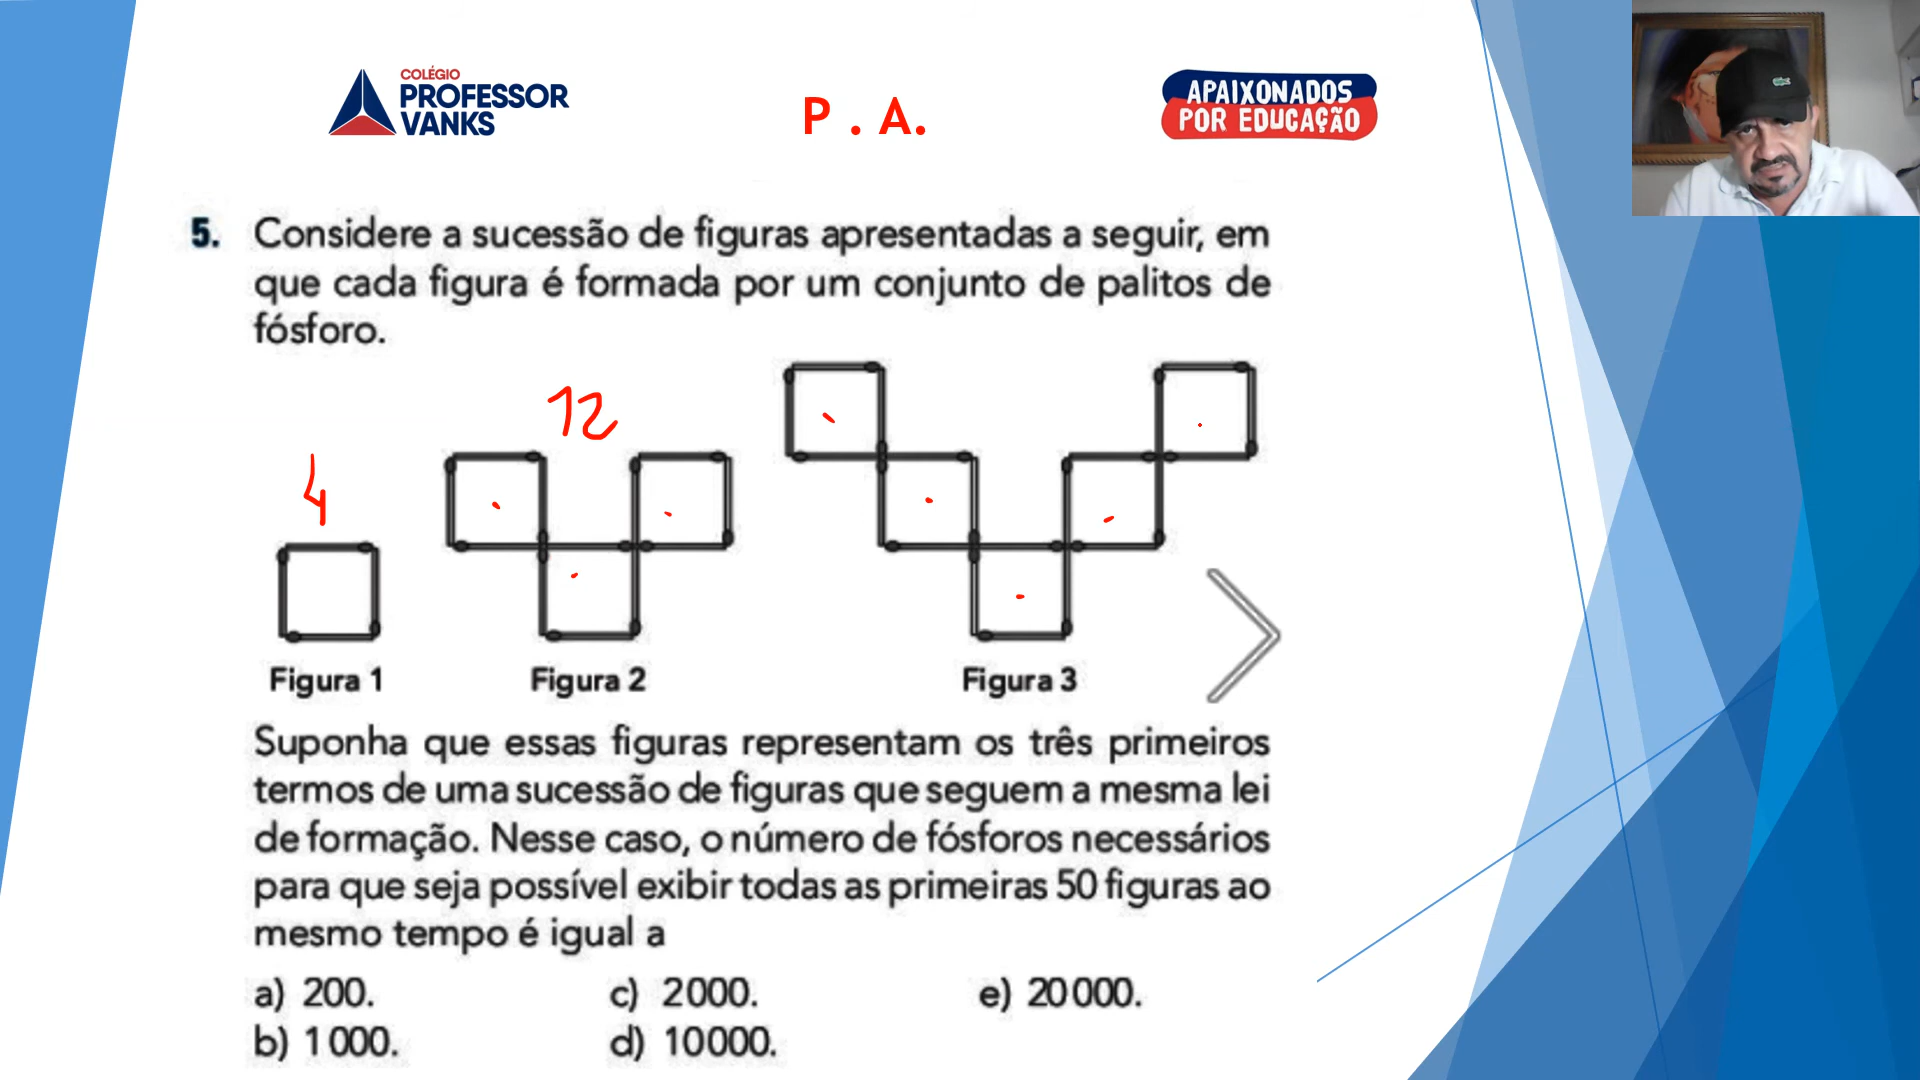 COLÉGIO
PROFESSOR
VANKS
P . A.
APAIXONADOS
POR EDUCAÇÃO
5. Considere a sucessão de figuras apresentadas a seguir, em
que cada figura é formada por um conjunto de palitos de
fósforo.
4
12
Figura 1
Figura 2
Figura 3
Suponha que essas figuras representam os três primeiros
termos de uma sucessão de figuras que seguem a mesma lei
de formação. Nesse caso, o número de fósforos necessários
para que seja possível exibir todas as primeiras 50 figuras ao
mesmo tempo é igual a
a) 200.
c) 2000.
e) 20000.
b) 1000.
d) 10000.